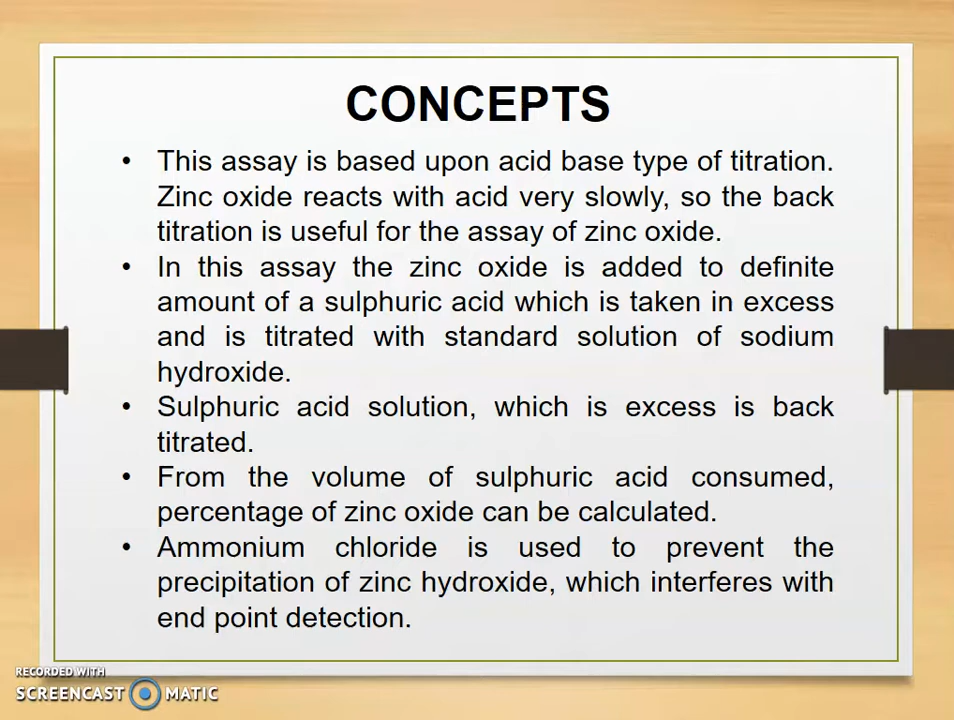 CONCEPTS
• This assay is based upon acid base type of titration.
Zinc oxide reacts with acid very slowly, so the back
titration is useful for the assay of zinc oxide.
• In this assay the zinc oxide is added to definite
amount of a sulphuric acid which is taken in excess
and is titrated with standard solution of sodium
hydroxide.
• Sulphuric acid solution, which is excess is back
titrated.
• From the volume of sulphuric acid consumed,
percentage of zinc oxide can be calculated.
• Ammonium chloride is used to prevent the
precipitation of zinc hydroxide, which interferes with
end point detection.
RECORDED WITH
SCREENCAST MATIC